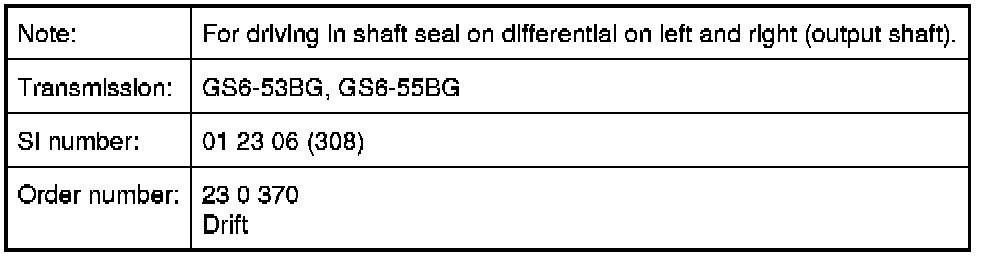 Note: For driving in shaft seal on differential on left and right (output shaft).
Transmission: GS6-53BG, GS6-55BG
SI number: 01 23 06 (308)
Order number: 23 0 370
Drift